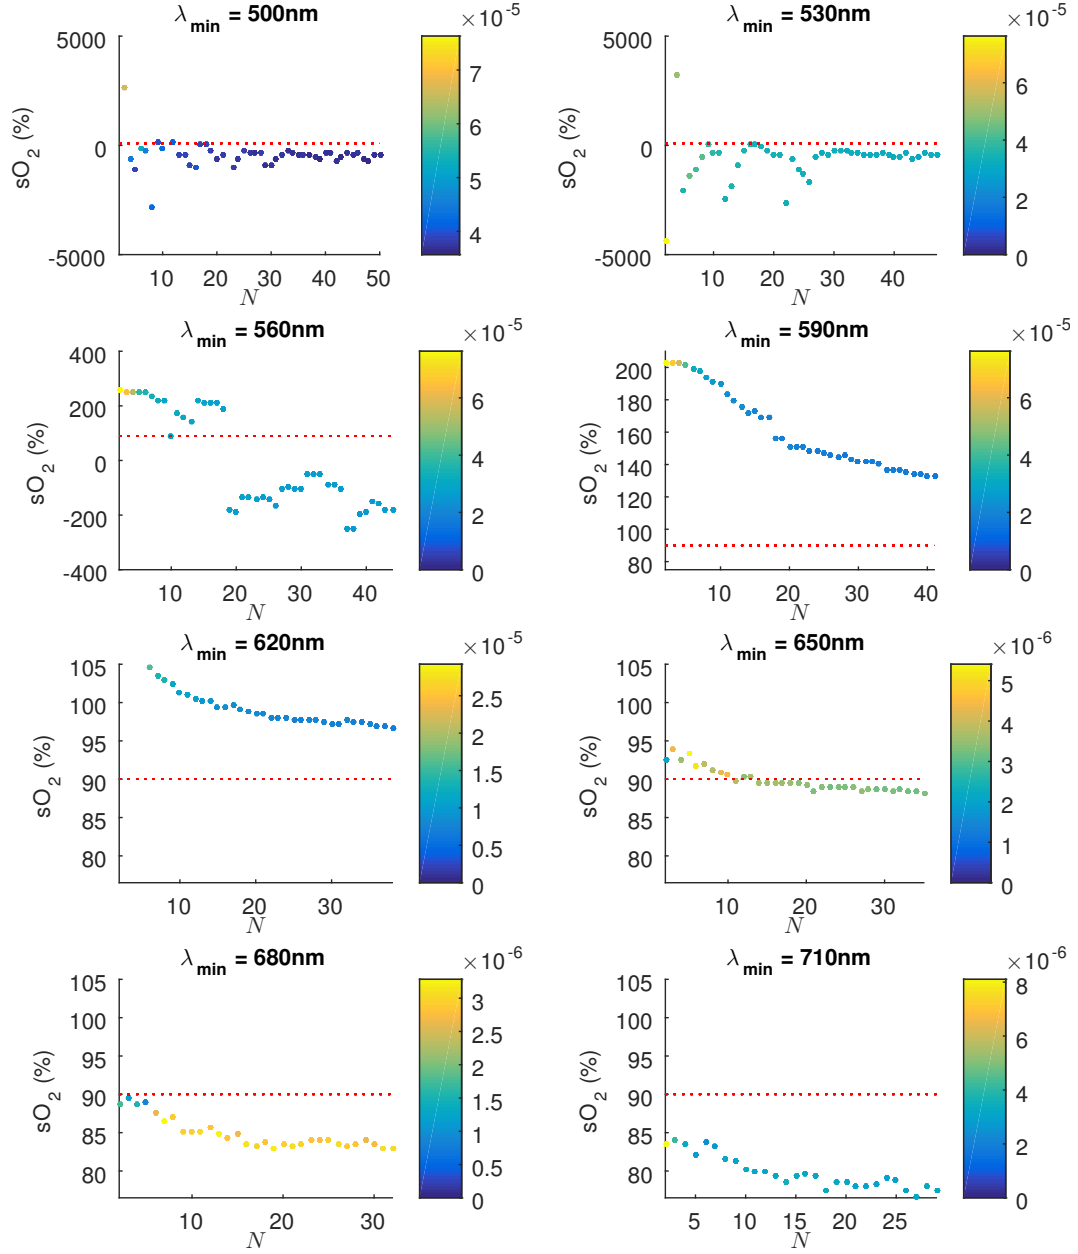 λmin = 500nm
×10-5
5000
0
-5000
sO2 (%)
10 20 30 40 50
N
7
6
5
4
λmin = 530nm
×10-5
5000
0
-5000
sO2 (%)
10 20 30 40
N
6
4
2
0
λmin = 560nm
×10-5
400
200
0
-200
-400
sO2 (%)
10 20 30 40
N
6
4
2
0
λmin = 590nm
×10-5
200
180
160
140
120
100
80
sO2 (%)
10 20 30 40
N
6
4
2
0
λmin = 620nm
×10-5
105
100
95
90
85
80
sO2 (%)
10 20 30
N
2.5
2
1.5
1
0.5
0
λmin = 650nm
×10-6
105
100
95
90
85
80
sO2 (%)
10 20 30
N
5
4
3
2
1
0
λmin = 680nm
×10-6
105
100
95
90
85
80
sO2 (%)
10 20 30
N
3
2.5
2
1.5
1
0.5
0
λmin = 710nm
×10-6
105
100
95
90
85
80
sO2 (%)
5 10 15 20 25
N
8
6
4
2
0